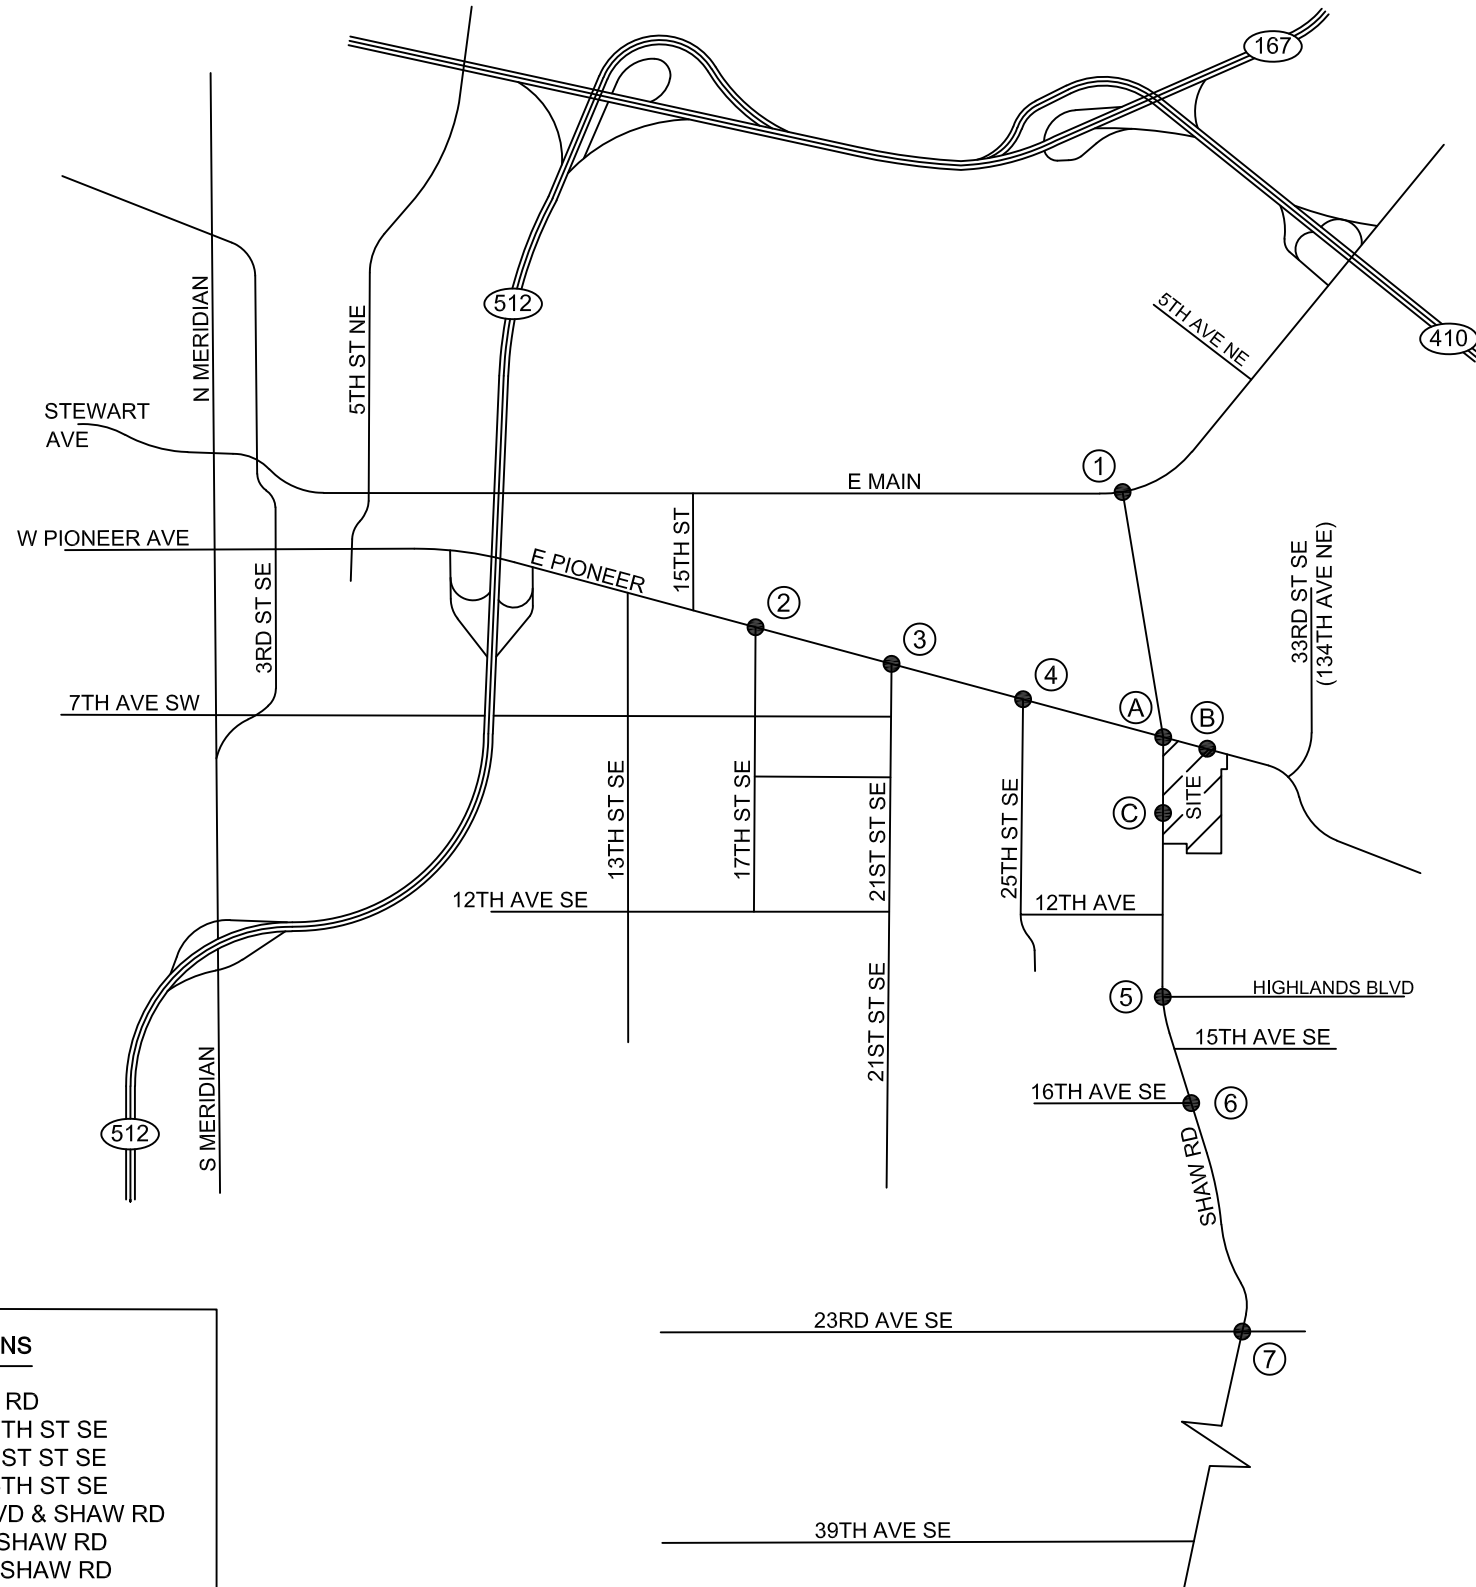 167
512
410
N MERIDIAN
5TH ST NE
5TH AVE NE
STEWART
AVE
E MAIN
1
W PIONEER AVE
E PIONEER
15TH ST
3RD ST SE
2
3
4
A
B
33RD ST SE
(134TH AVE NE)
7TH AVE SW
13TH ST SE
17TH ST SE
21ST ST SE
25TH ST SE
C
SITE
12TH AVE SE
12TH AVE
21ST ST SE
5
HIGHLANDS BLVD
15TH AVE SE
16TH AVE SE
6
S MERIDIAN
512
SHAW RD
23RD AVE SE
7
39TH AVE SE
NS
RD
TH ST SE
ST ST SE
TH ST SE
VD & SHAW RD
SHAW RD
SHAW RD